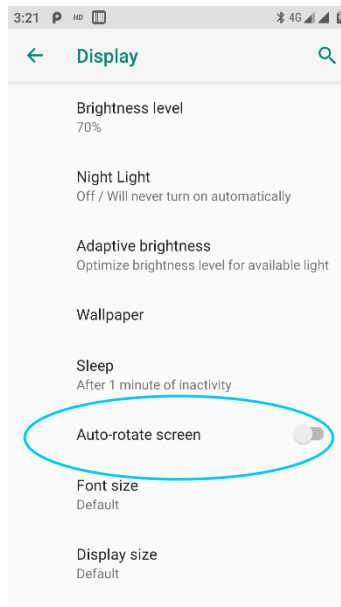 3:21 P HD 4G
Display
Brightness level
70%
Night Light
Off / Will never turn on automatically
Adaptive brightness
Optimize brightness level for available light
Wallpaper
Sleep
After 1 minute of inactivity
Auto-rotate screen
Font size
Default
Display size
Default